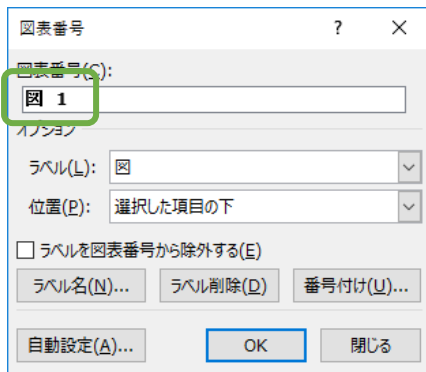 図表番号 ?
図表番号(C):
図 1
オプション
ラベル(L): 図
位置(P): 選択した項目の下
ラベルを図表番号から除外する(E)
ラベル名(N)... ラベル削除(D) 番号付け(U)...
自動設定(A)... OK 閉じる